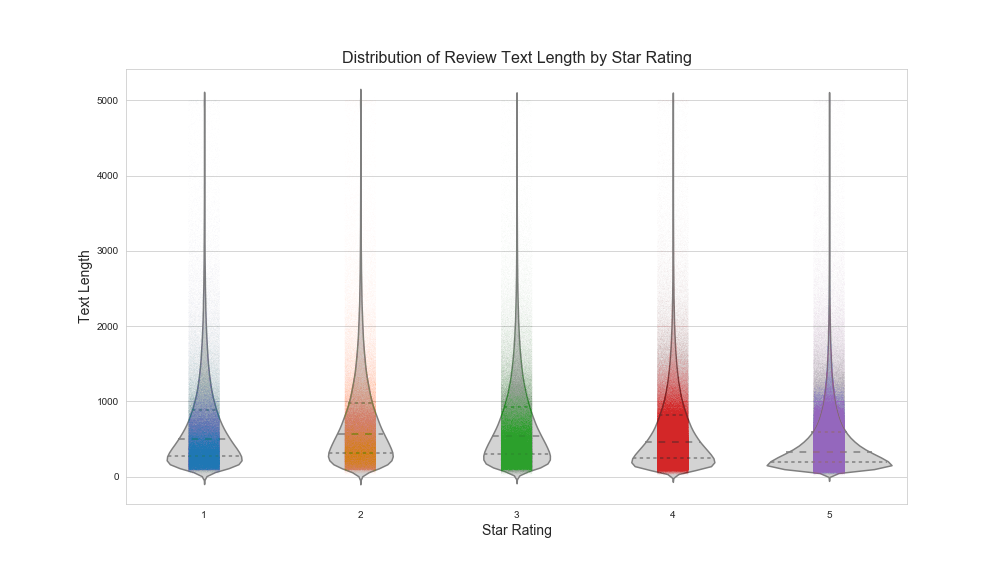 Distribution of Review Text Length by Star Rating
5000
4000
3000
2000
1000
0
Text Length
1 2 3 4 5
Star Rating